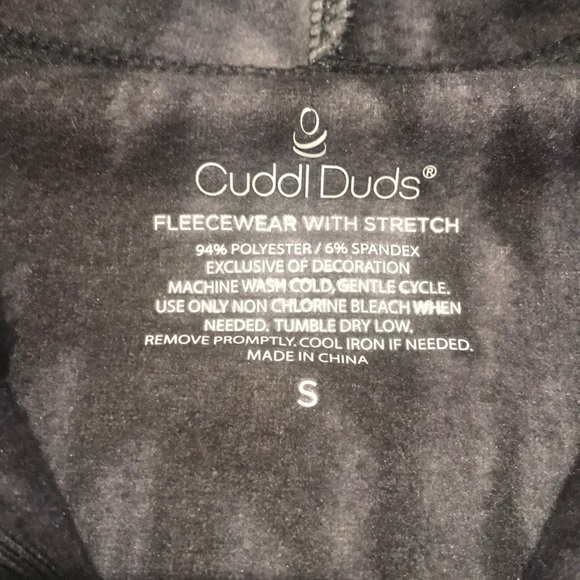 Cuddl Duds®
FLEECEWEAR WITH STRETCH
94% POLYESTER / 6% SPANDEX
EXCLUSIVE OF DECORATION
MACHINE WASH COLD, GENTLE CYCLE.
USE ONLY NON CHLORINE BLEACH WHEN
NEEDED. TUMBLE DRY LOW.
REMOVE PROMPTLY. COOL IRON IF NEEDED.
MADE IN CHINA
S